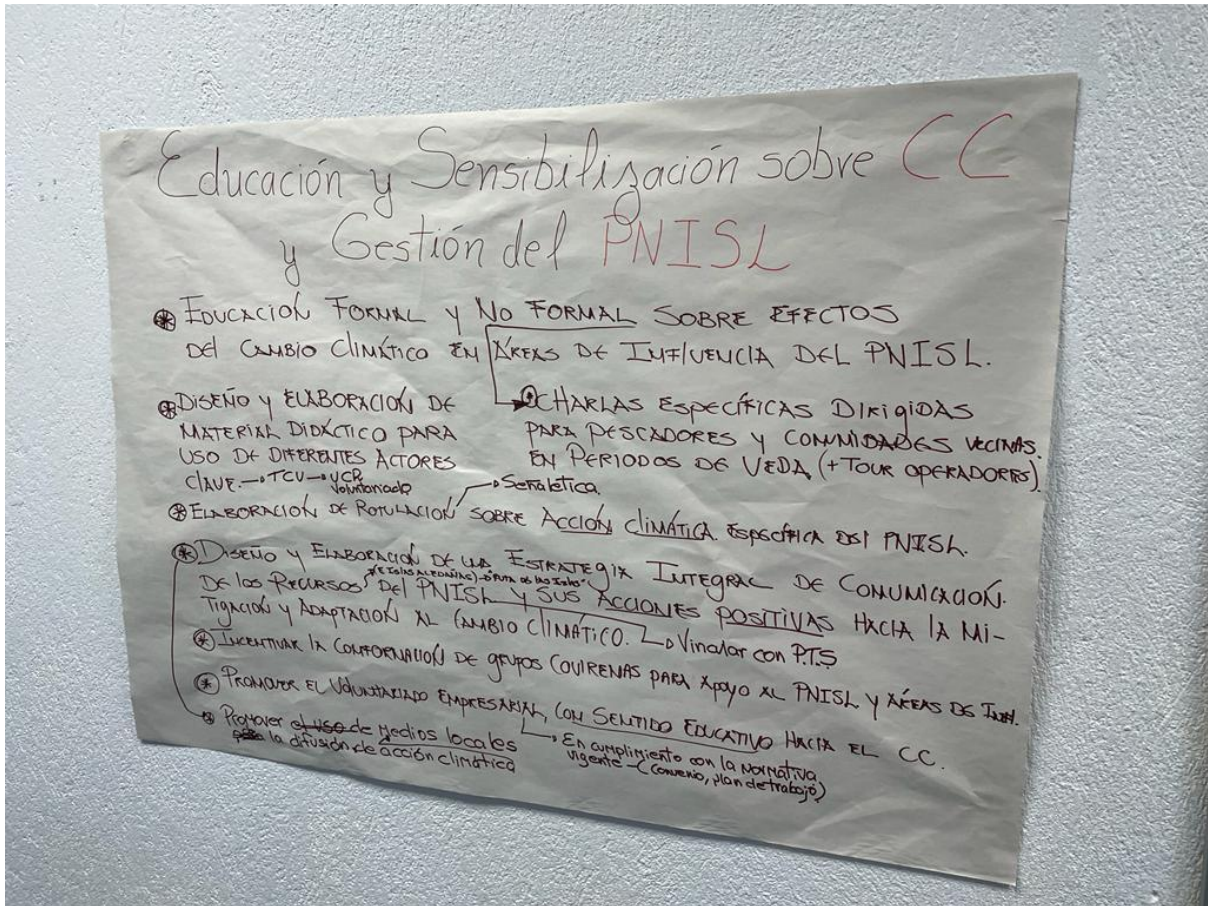 Educación y Sensibilización sobre CC
y Gestión del PNISL
⊛ EDUCACIÓN FORMAL Y NO FORMAL SOBRE EFECTOS
DEL CAMBIO CLIMÁTICO EN ÁREAS DE INFLUENCIA DEL PNISL.
⊛ DISEÑO Y ELABORACIÓN DE
MATERIAL DIDÁCTICO PARA
USO DE DIFERENTES ACTORES
CLAVE. → TCU → UCR
Voluntariado
CHARLAS ESPECÍFICAS DIRIGIDAS
PARA PESCADORES Y COMUNIDADES VECINAS.
EN PERIODOS DE VEDA (+ TOUR OPERADORES).
→ Señalética.
⊛ ELABORACIÓN DE ROTULACIÓN SOBRE ACCIÓN CLIMÁTICA ESPECÍFICA DEL PNISL.
⊛ DISEÑO Y ELABORACIÓN DE UNA ESTRATEGIA INTEGRAL DE COMUNICACIÓN.
(E ISLAS ALEDAÑAS) → "RUTA DE LAS ISLAS"
DE LOS RECURSOS DEL PNISL Y SUS ACCIONES POSITIVAS HACIA LA MI-
TIGACIÓN Y ADAPTACIÓN AL CAMBIO CLIMÁTICO. → Vincular con P.T.S
⊛ INCENTIVAR LA CONFORMACIÓN DE GRUPOS COVIRENAS PARA APOYO AL PNISL Y ÁREAS DE
⊛ PROMOVER EL VOLUNTARIADO EMPRESARIAL, CON SENTIDO EDUCATIVO HACIA EL CC.
→ En cumplimiento con la normativa
vigente - (convenio, plan de trabajo)
Promover el uso de Medios locales
la difusión de acción climática